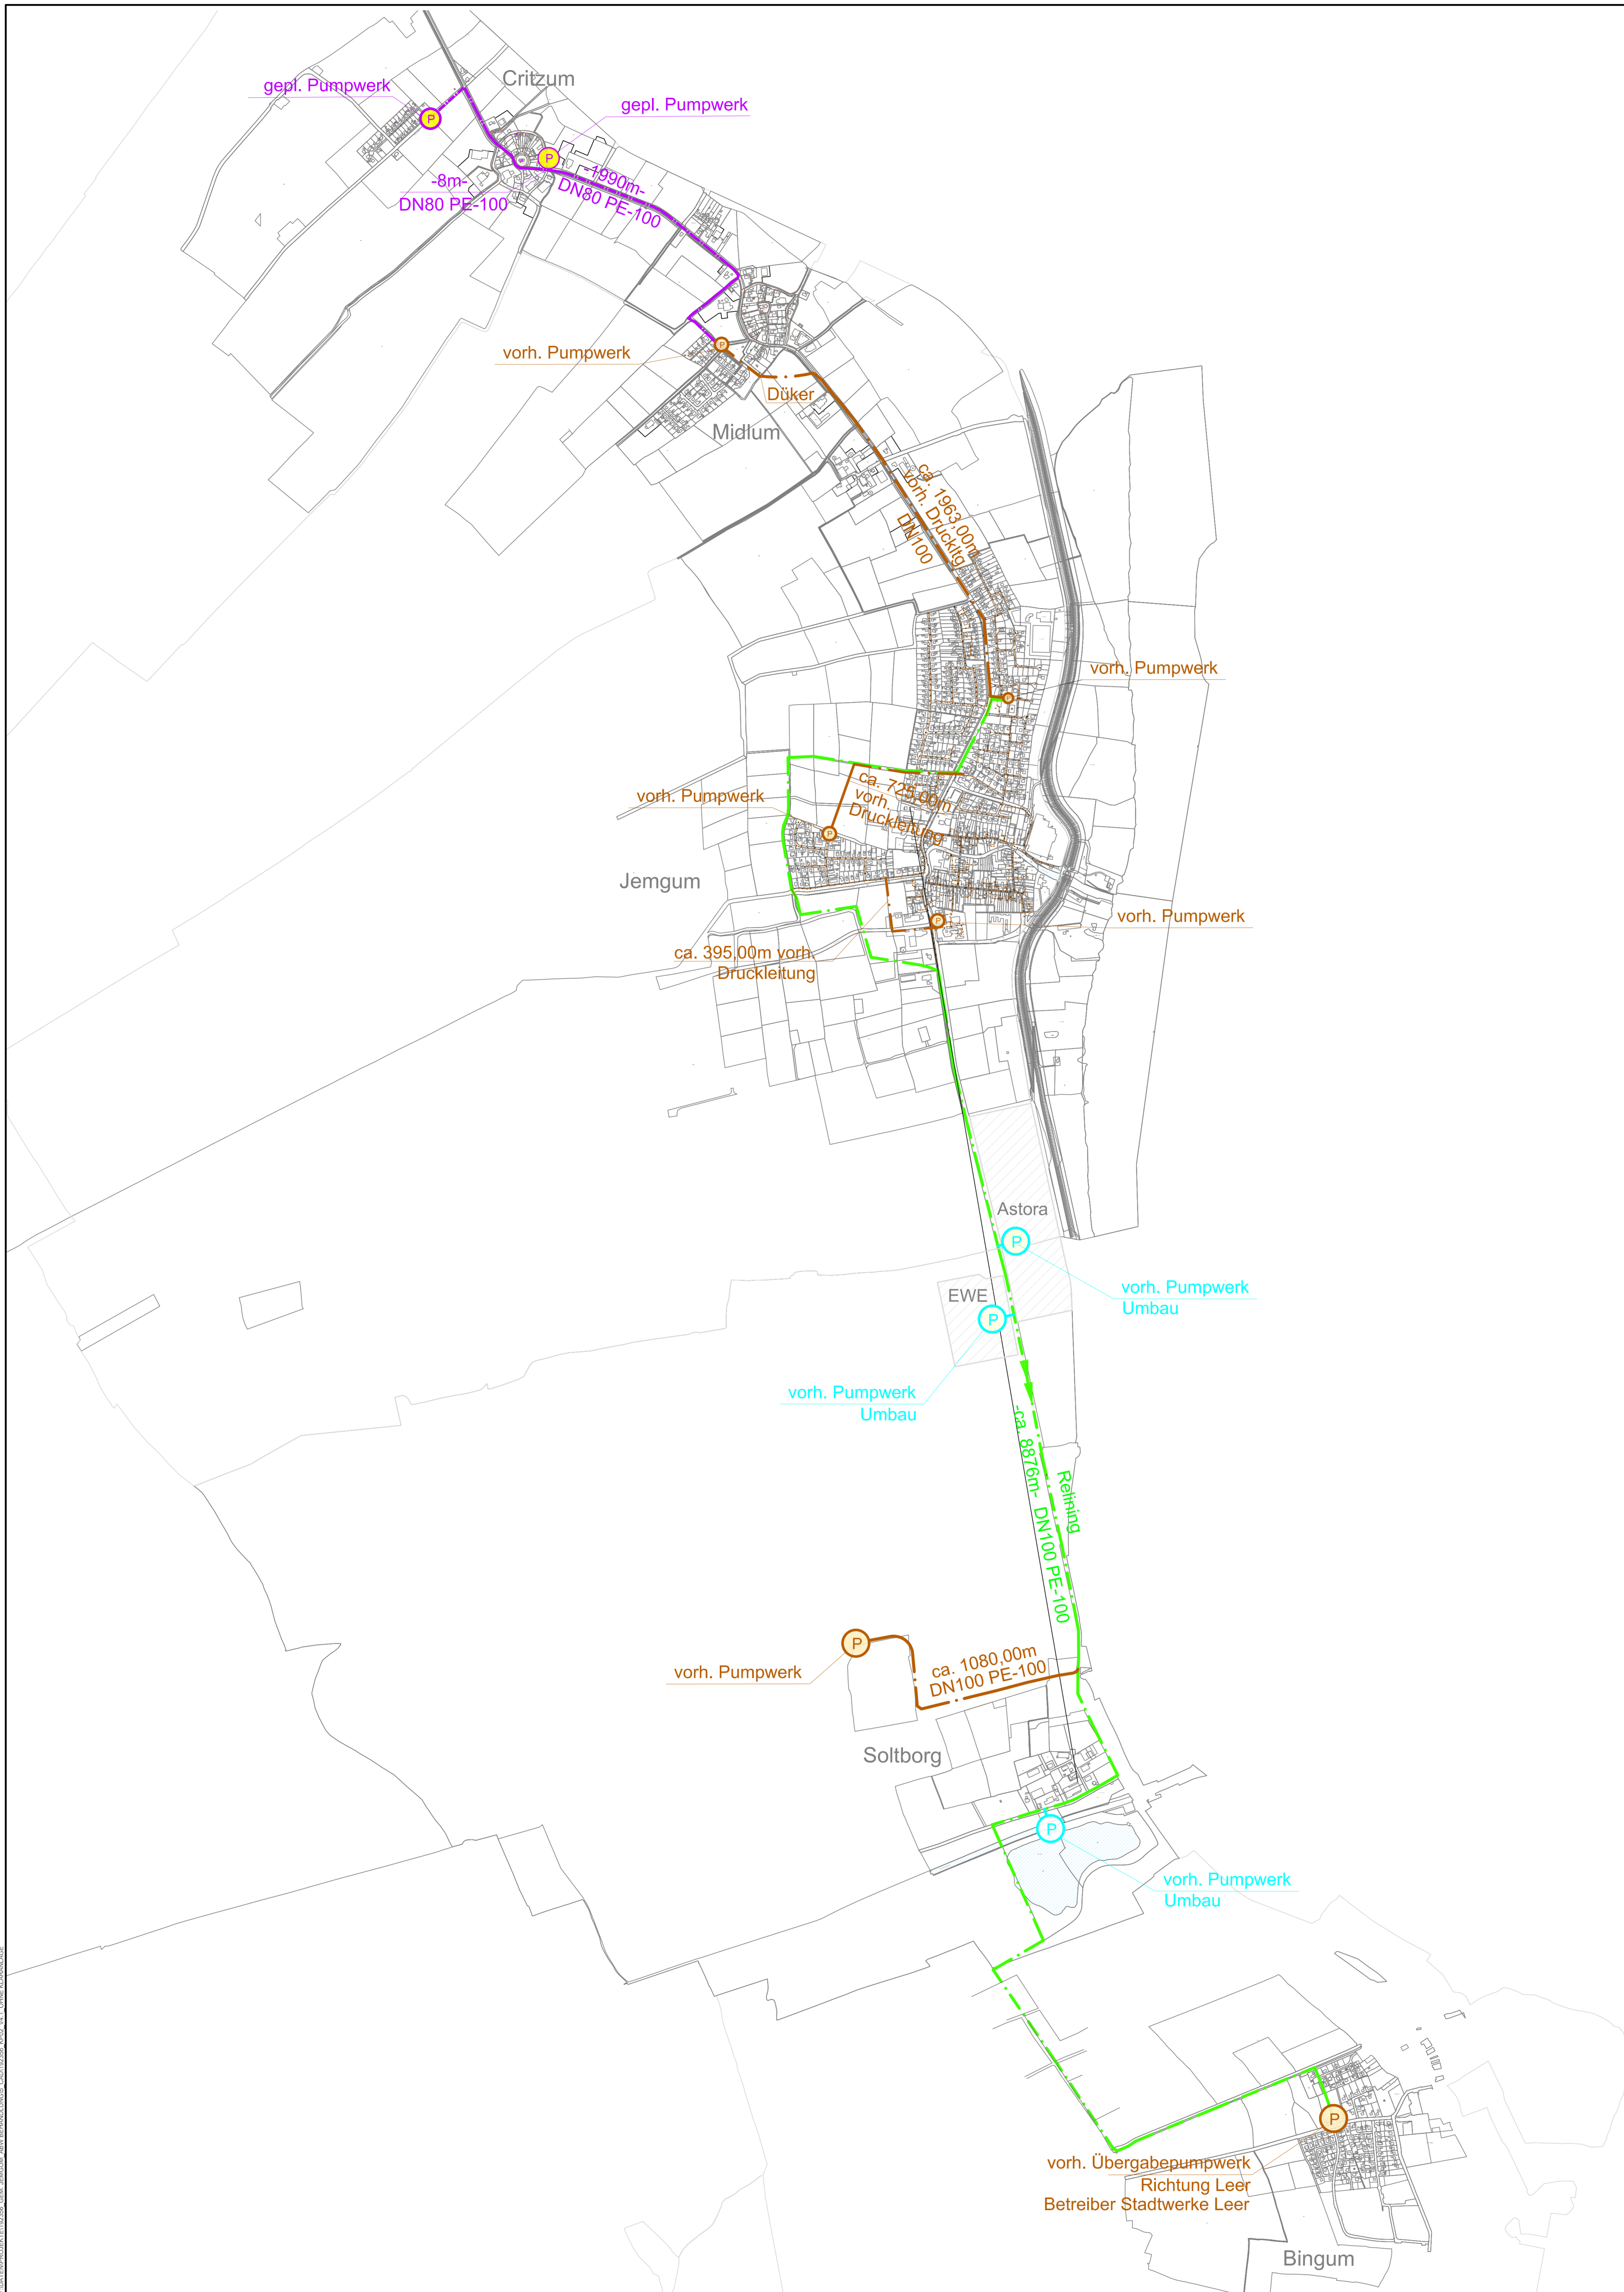 Critzum
gepl. Pumpwerk
gepl. Pumpwerk
P
P
-8m-
DN80 PE-100
-1990m-
DN80 PE-100
vorh. Pumpwerk
P
Düker
Midlum
ca. 1963,00m
vorh. Druckltg
DN100
vorh. Pumpwerk
P
ca. 725,00m
vorh.
Druckleitung
vorh. Pumpwerk
P
Jemgum
vorh. Pumpwerk
P
ca. 395,00m vorh.
Druckleitung
Astora
P
vorh. Pumpwerk
Umbau
EWE
P
vorh. Pumpwerk
Umbau
-ca. 8876m- DN100 PE-100
Relining
P
vorh. Pumpwerk
ca. 1080,00m
DN100 PE-100
Soltborg
P
vorh. Pumpwerk
Umbau
P
vorh. Übergabepumpwerk
Richtung Leer
Betreiber Stadtwerke Leer
Bingum